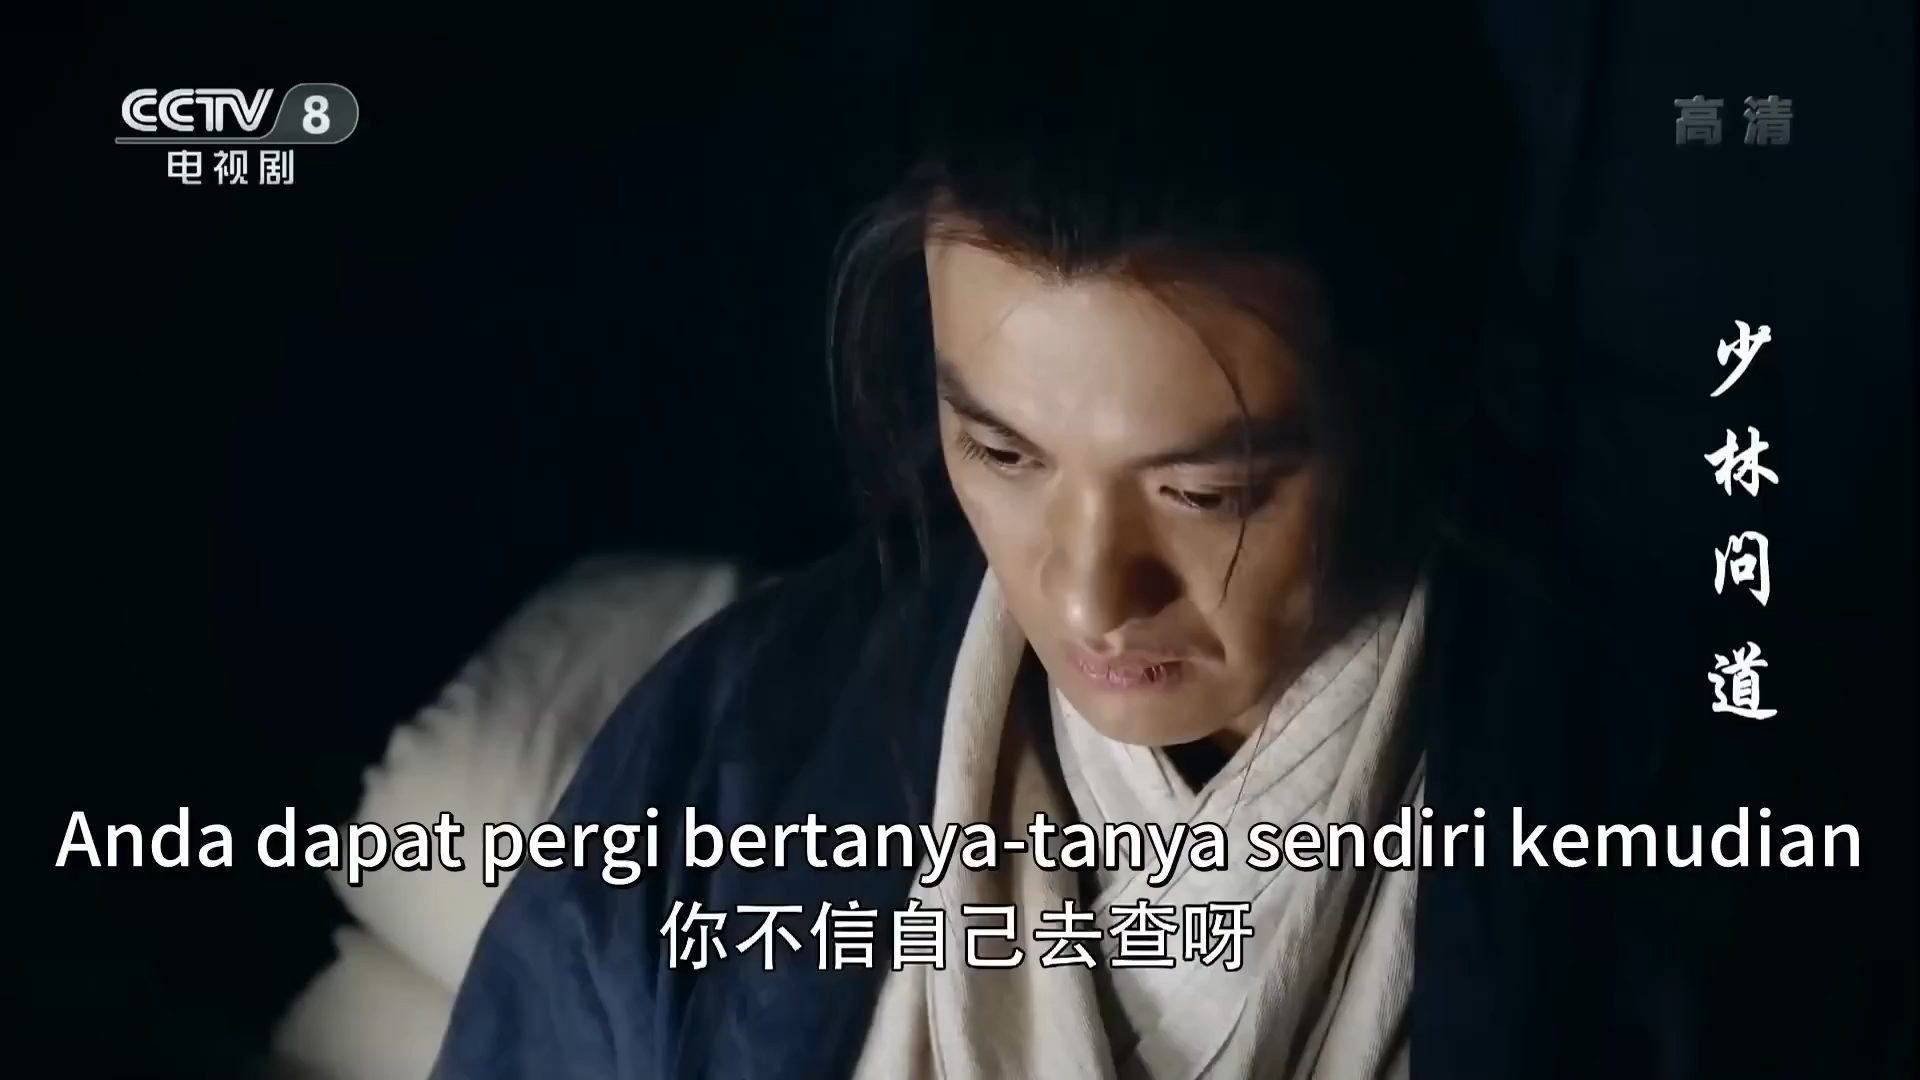 CCTV 8
电视剧
高清
少林问道
Anda dapat pergi bertanya-tanya sendiri kemudian
你不信自己去查呀